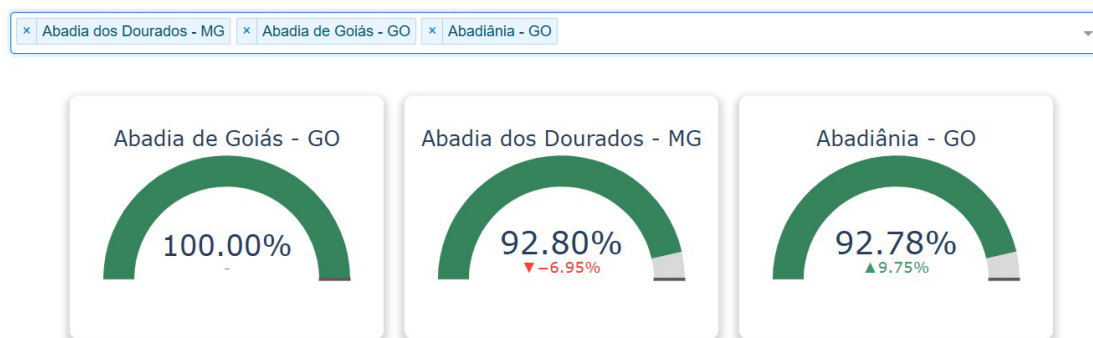 × Abadia dos Dourados - MG × Abadia de Goiás - GO × Abadiânia - GO
Abadia de Goiás - GO
100.00%
-
Abadia dos Dourados - MG
92.80%
▼−6.95%
Abadiânia - GO
92.78%
▲9.75%